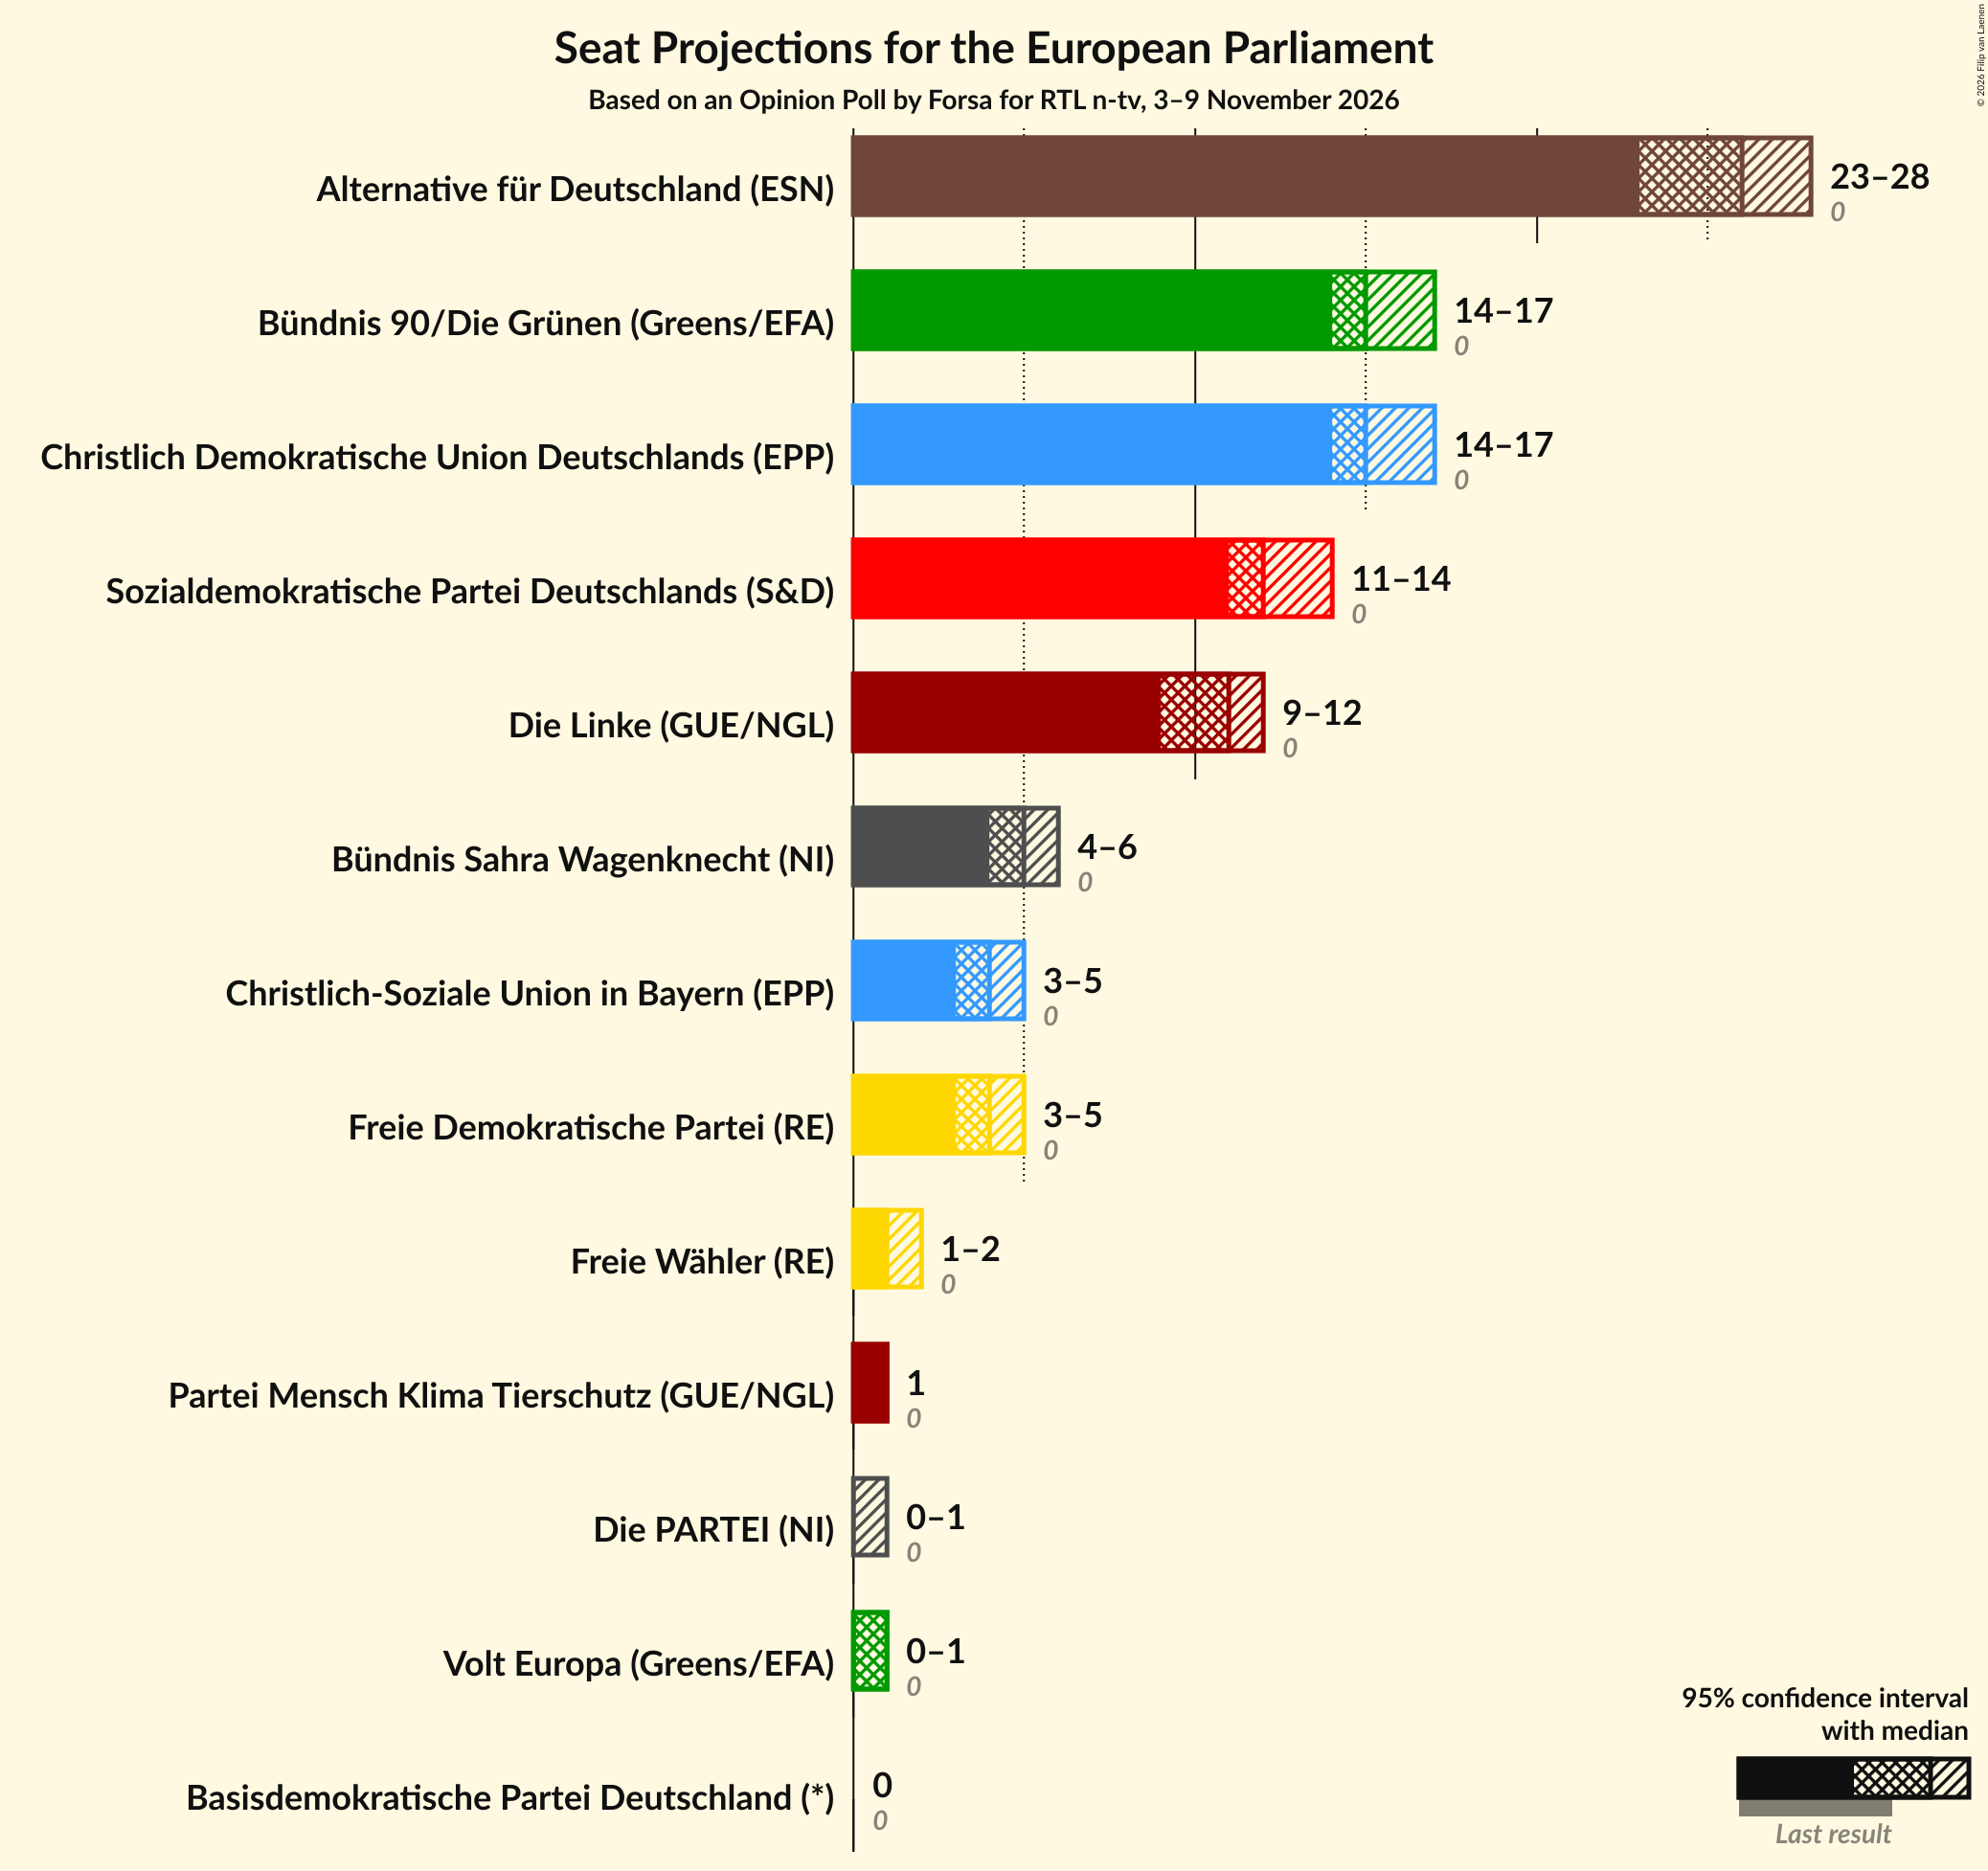 Seat Projections for the European Parliament
Based on an Opinion Poll by Forsa for RTL n-tv, 3–9 November 2026
© 2026 Filip van Laenen
Alternative für Deutschland (ESN)
23–28
0
Bündnis 90/Die Grünen (Greens/EFA)
14–17
0
Christlich Demokratische Union Deutschlands (EPP)
14–17
0
Sozialdemokratische Partei Deutschlands (S&D)
11–14
0
Die Linke (GUE/NGL)
9–12
0
Bündnis Sahra Wagenknecht (NI)
4–6
0
Christlich-Soziale Union in Bayern (EPP)
3–5
0
Freie Demokratische Partei (RE)
3–5
0
Freie Wähler (RE)
1–2
0
Partei Mensch Klima Tierschutz (GUE/NGL)
1
0
Die PARTEI (NI)
0–1
0
Volt Europa (Greens/EFA)
0–1
0
Basisdemokratische Partei Deutschland (*)
0
0
95% confidence interval
with median
Last result